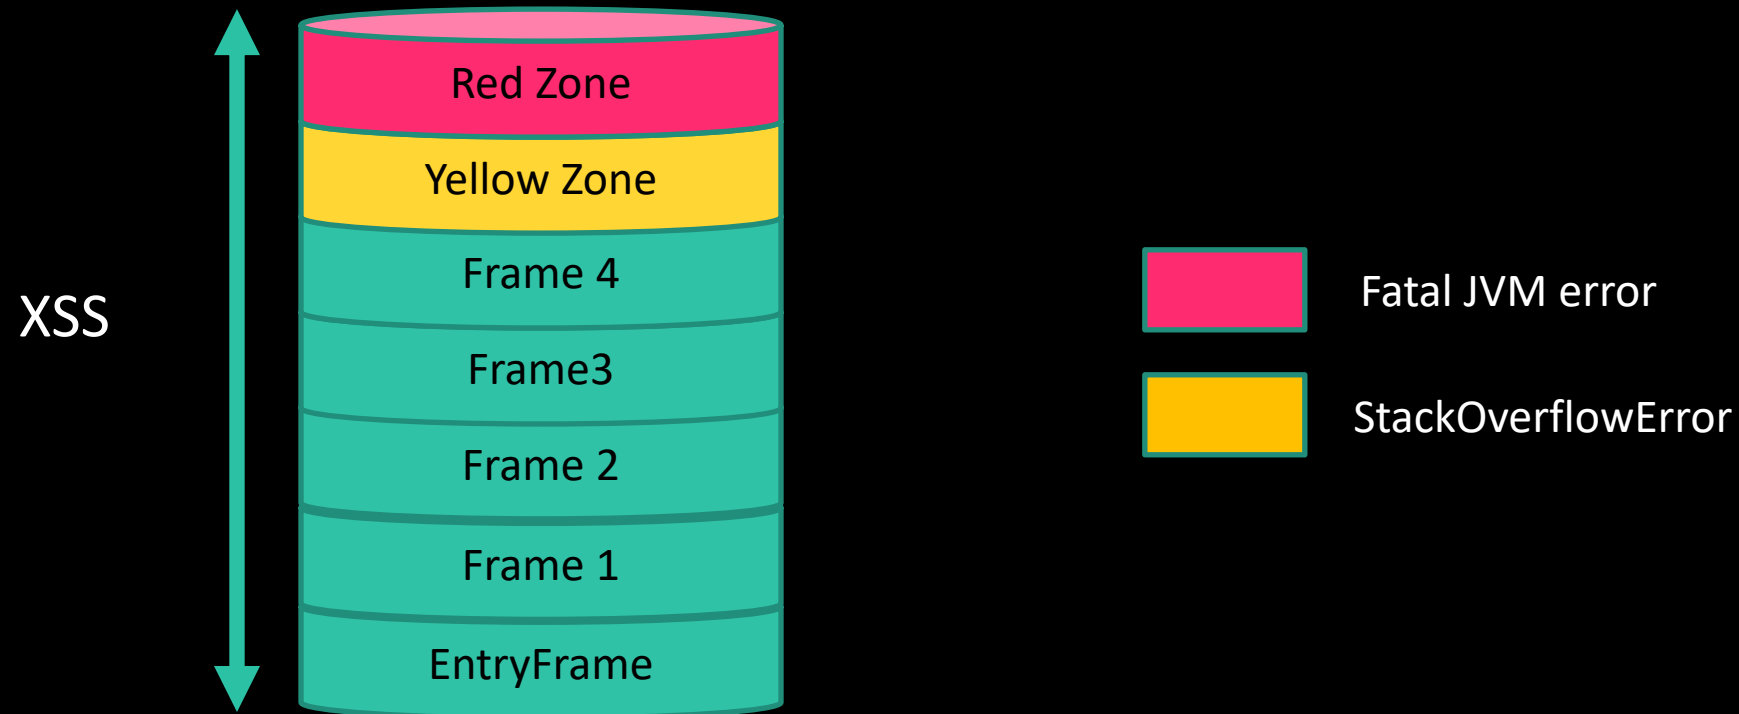 XSS
Red Zone
Yellow Zone
Frame 4
Frame3
Frame 2
Frame 1
EntryFrame
Fatal JVM error
StackOverflowError